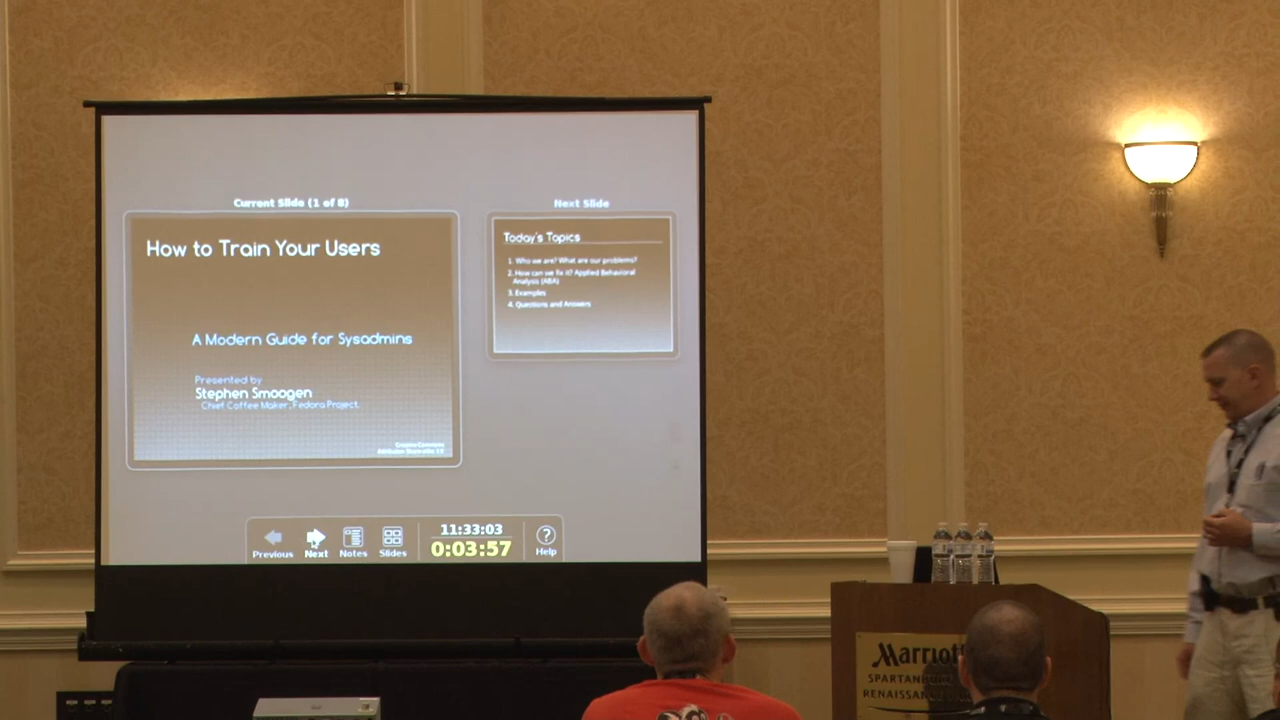 Current Slide (1 of 8)
How to Train Your Users
A Modern Guide for Sysadmins
Presented by
Stephen Smoogen
Chief Coffee Maker, Fedora Project.
Next Slide
Today's Topics
1. Who we are? What are our problems?
2. How can we fix it? Applied Behavioral
Analysis (ABA)
3. Examples
4. Questions and Answers
Previous
Next
Notes
Slides
11:33:03
0:03:57
Help
Marriott
RENAISSANCE